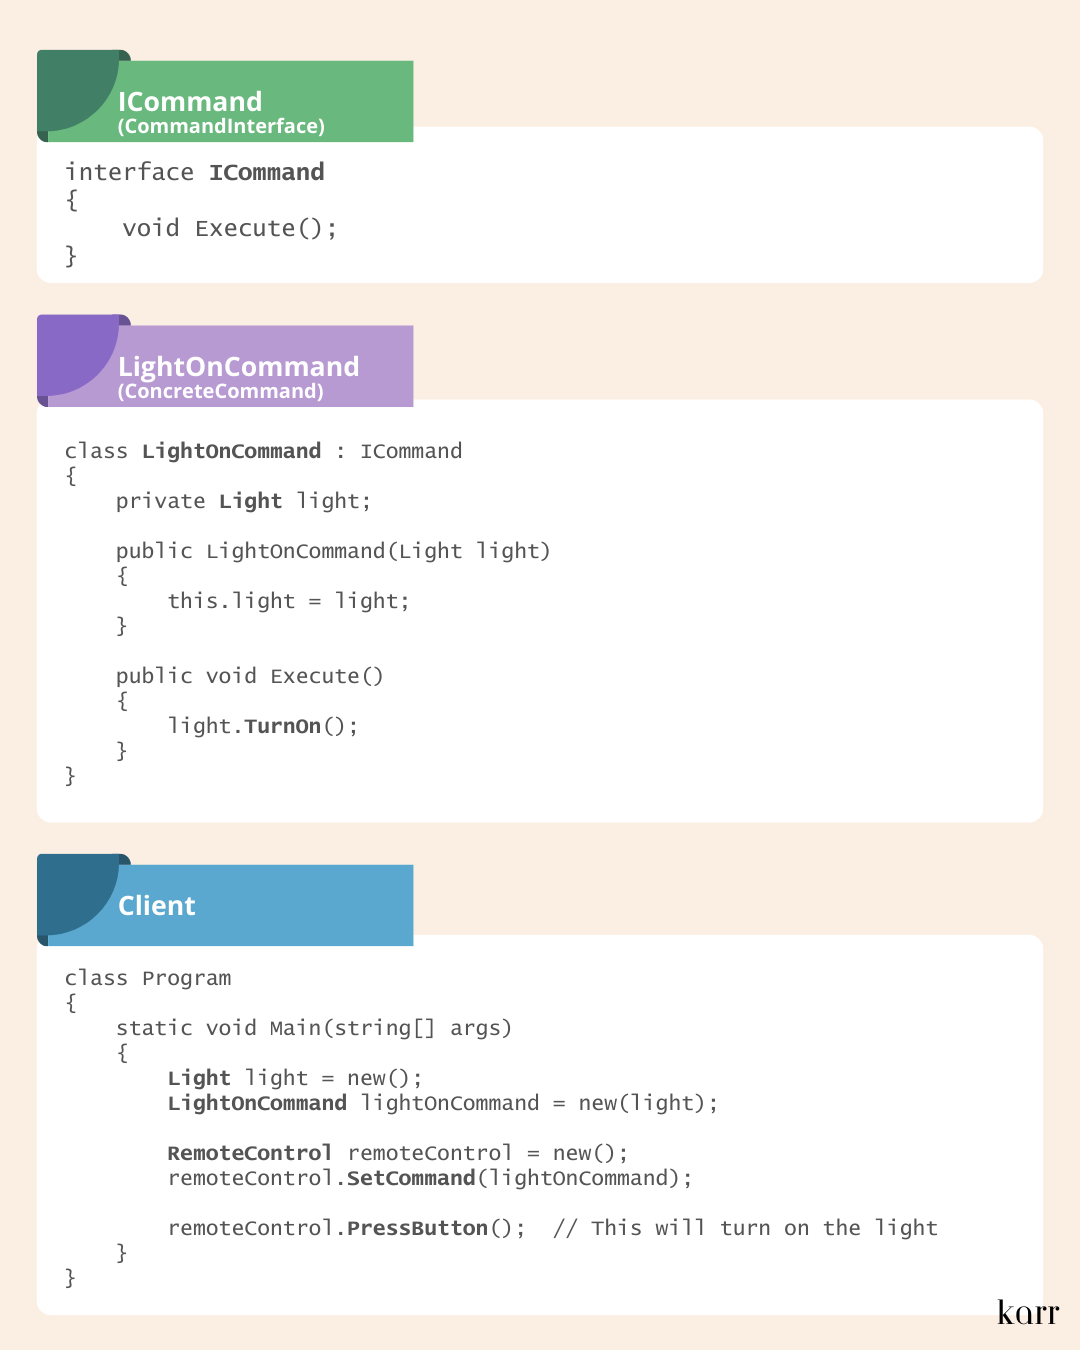 ICommand
(CommandInterface)
interface ICommand
{
    void Execute();
}
LightOnCommand
(ConcreteCommand)
class LightOnCommand : ICommand
{
    private Light light;
    public LightOnCommand(Light light)
    {
        this.light = light;
    }
    public void Execute()
    {
        light.TurnOn();
    }
}
Client
class Program
{
    static void Main(string[] args)
    {
        Light light = new();
        LightOnCommand lightOnCommand = new(light);
        RemoteControl remoteControl = new();
        remoteControl.SetCommand(lightOnCommand);
        remoteControl.PressButton();  // This will turn on the light
    }
}
karr